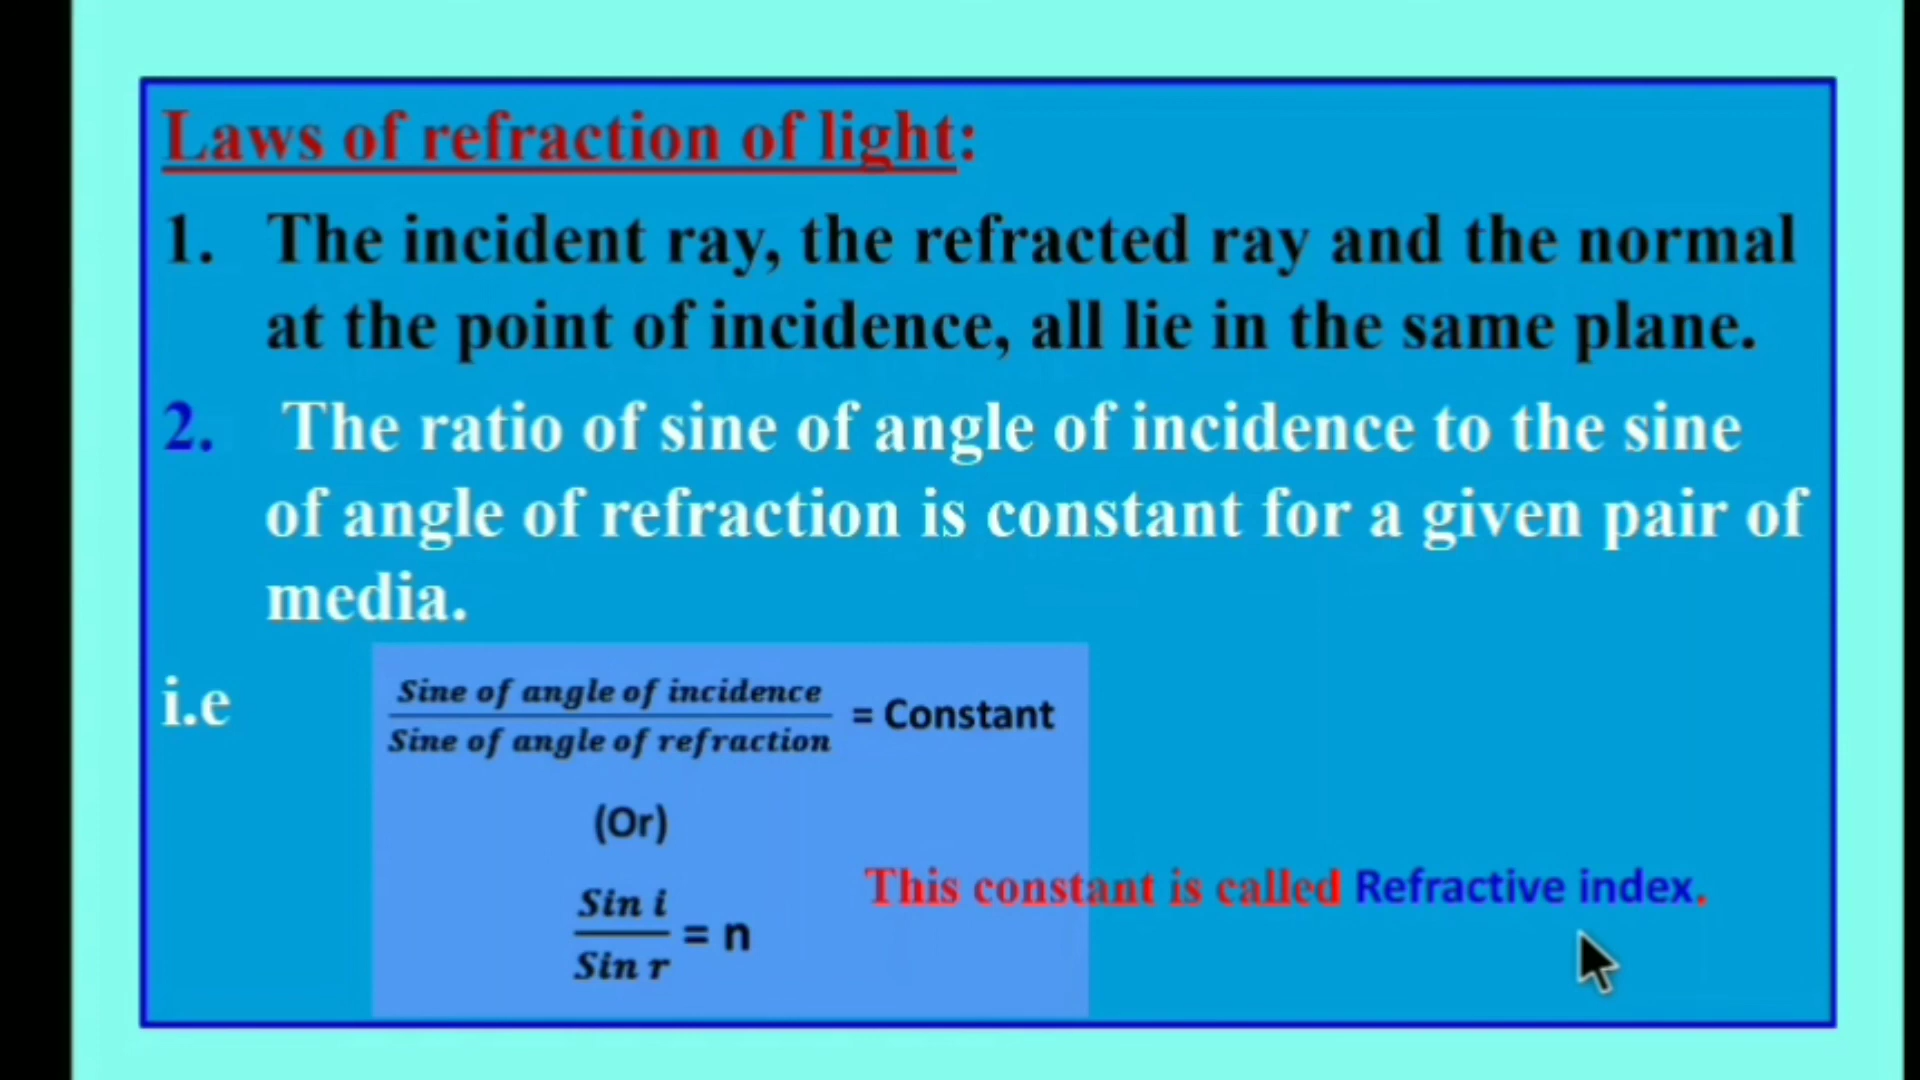 Laws of refraction of light:
1. The incident ray, the refracted ray and the normal
at the point of incidence, all lie in the same plane.
2. The ratio of sine of angle of incidence to the sine
of angle of refraction is constant for a given pair of
media.
i.e
Sine of angle of incidence
Sine of angle of refraction
= Constant
(Or)
Sin i
Sin r
= n
This constant is called Refractive index.